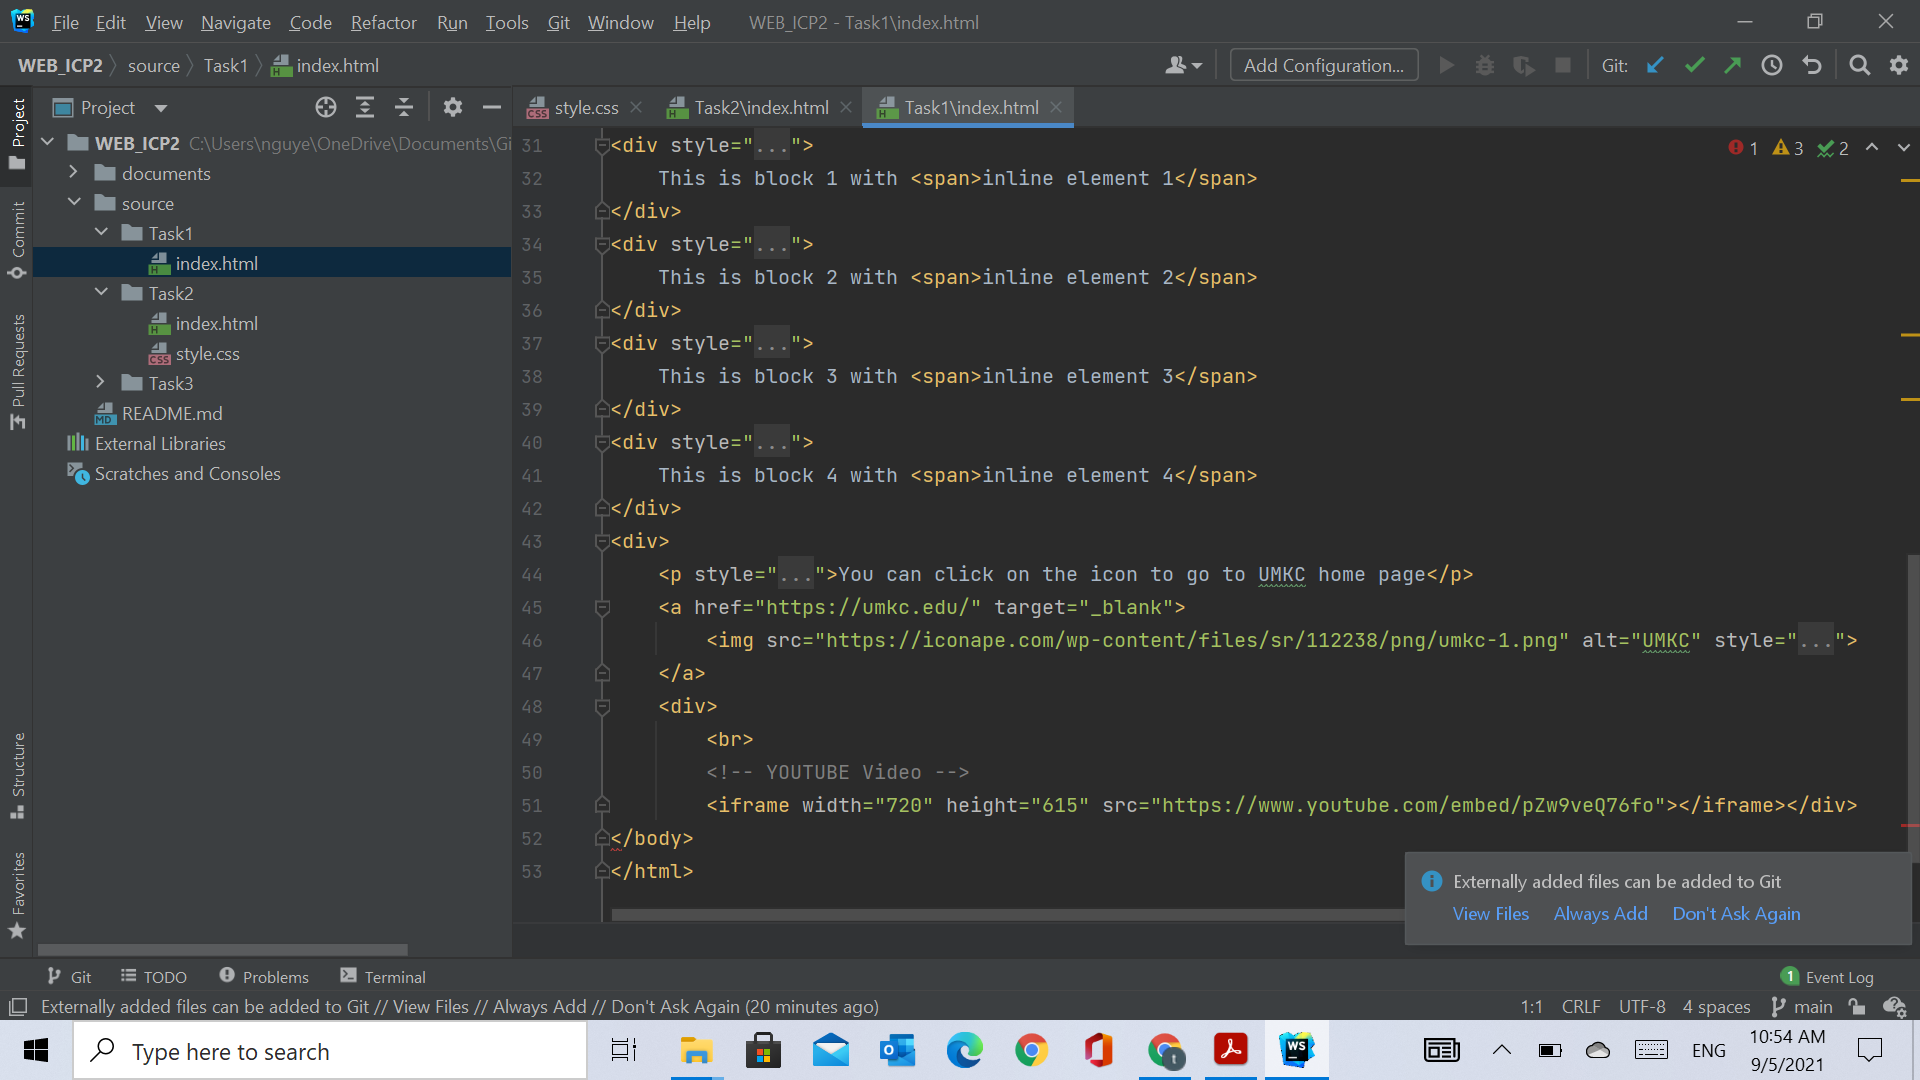 File Edit View Navigate Code Refactor Run Tools Git Window Help WEB_ICP2 - Task1\index.html
WEB_ICP2 source Task1 index.html Add Configuration... Git:
Project
style.css Task2\index.html Task1\index.html
WEB_ICP2 C:\Users\nguye\OneDrive\Documents\Gi
documents
source
Task1
index.html
Task2
index.html
style.css
Task3
README.md
External Libraries
Scratches and Consoles
Project
Commit
Pull Requests
Structure
Favorites
1 3 2
31 <div style="...">
32 This is block 1 with <span>inline element 1</span>
33 </div>
34 <div style="...">
35 This is block 2 with <span>inline element 2</span>
36 </div>
37 <div style="...">
38 This is block 3 with <span>inline element 3</span>
39 </div>
40 <div style="...">
41 This is block 4 with <span>inline element 4</span>
42 </div>
43 <div>
44 <p style="...">You can click on the icon to go to UMKC home page</p>
45 <a href="https://umkc.edu/" target="_blank">
46 <img src="https://iconape.com/wp-content/files/sr/112238/png/umkc-1.png" alt="UMKC" style="...">
47 </a>
48 <div>
49 <br>
50 <!-- YOUTUBE Video -->
51 <iframe width="720" height="615" src="https://www.youtube.com/embed/pZw9veQ76fo"></iframe></div>
52 </body>
53 </html>
Externally added files can be added to Git
View Files Always Add Don't Ask Again
Git TODO Problems Terminal 1 Event Log
Externally added files can be added to Git // View Files // Always Add // Don't Ask Again (20 minutes ago) 1:1 CRLF UTF-8 4 spaces main
Type here to search
ENG
10:54 AM
9/5/2021